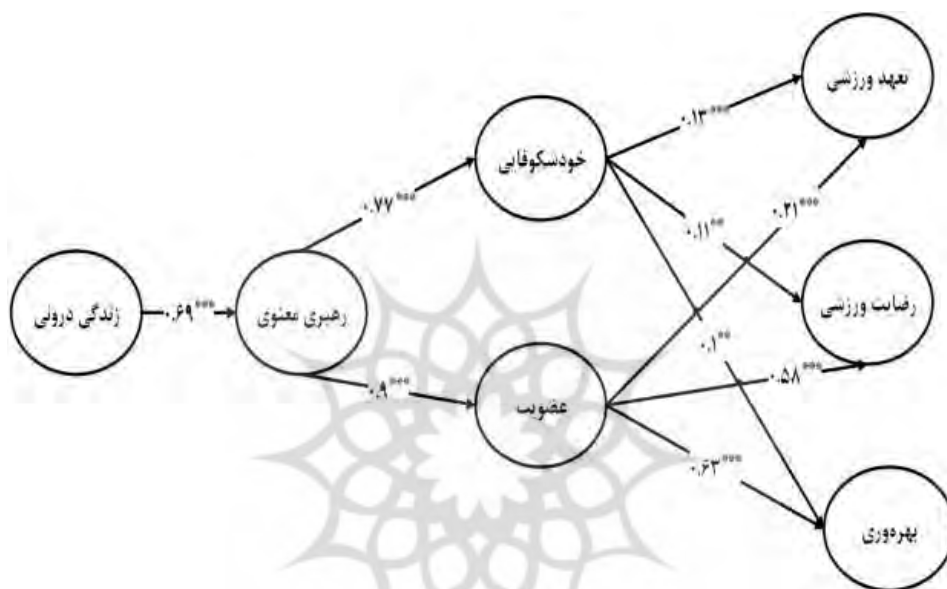 تعهد ورزشی
۰.۱۳***
خودشکوفایی
۰.۷۷***
۰.۲۱***
۰.۱۱**
زندگی درونی
۰.۶۹***
رهبری معنوی
رضایت ورزشی
۰.۱**
۰.۵۸***
۰.۹***
عضویت
۰.۶۳***
بهره‌وری